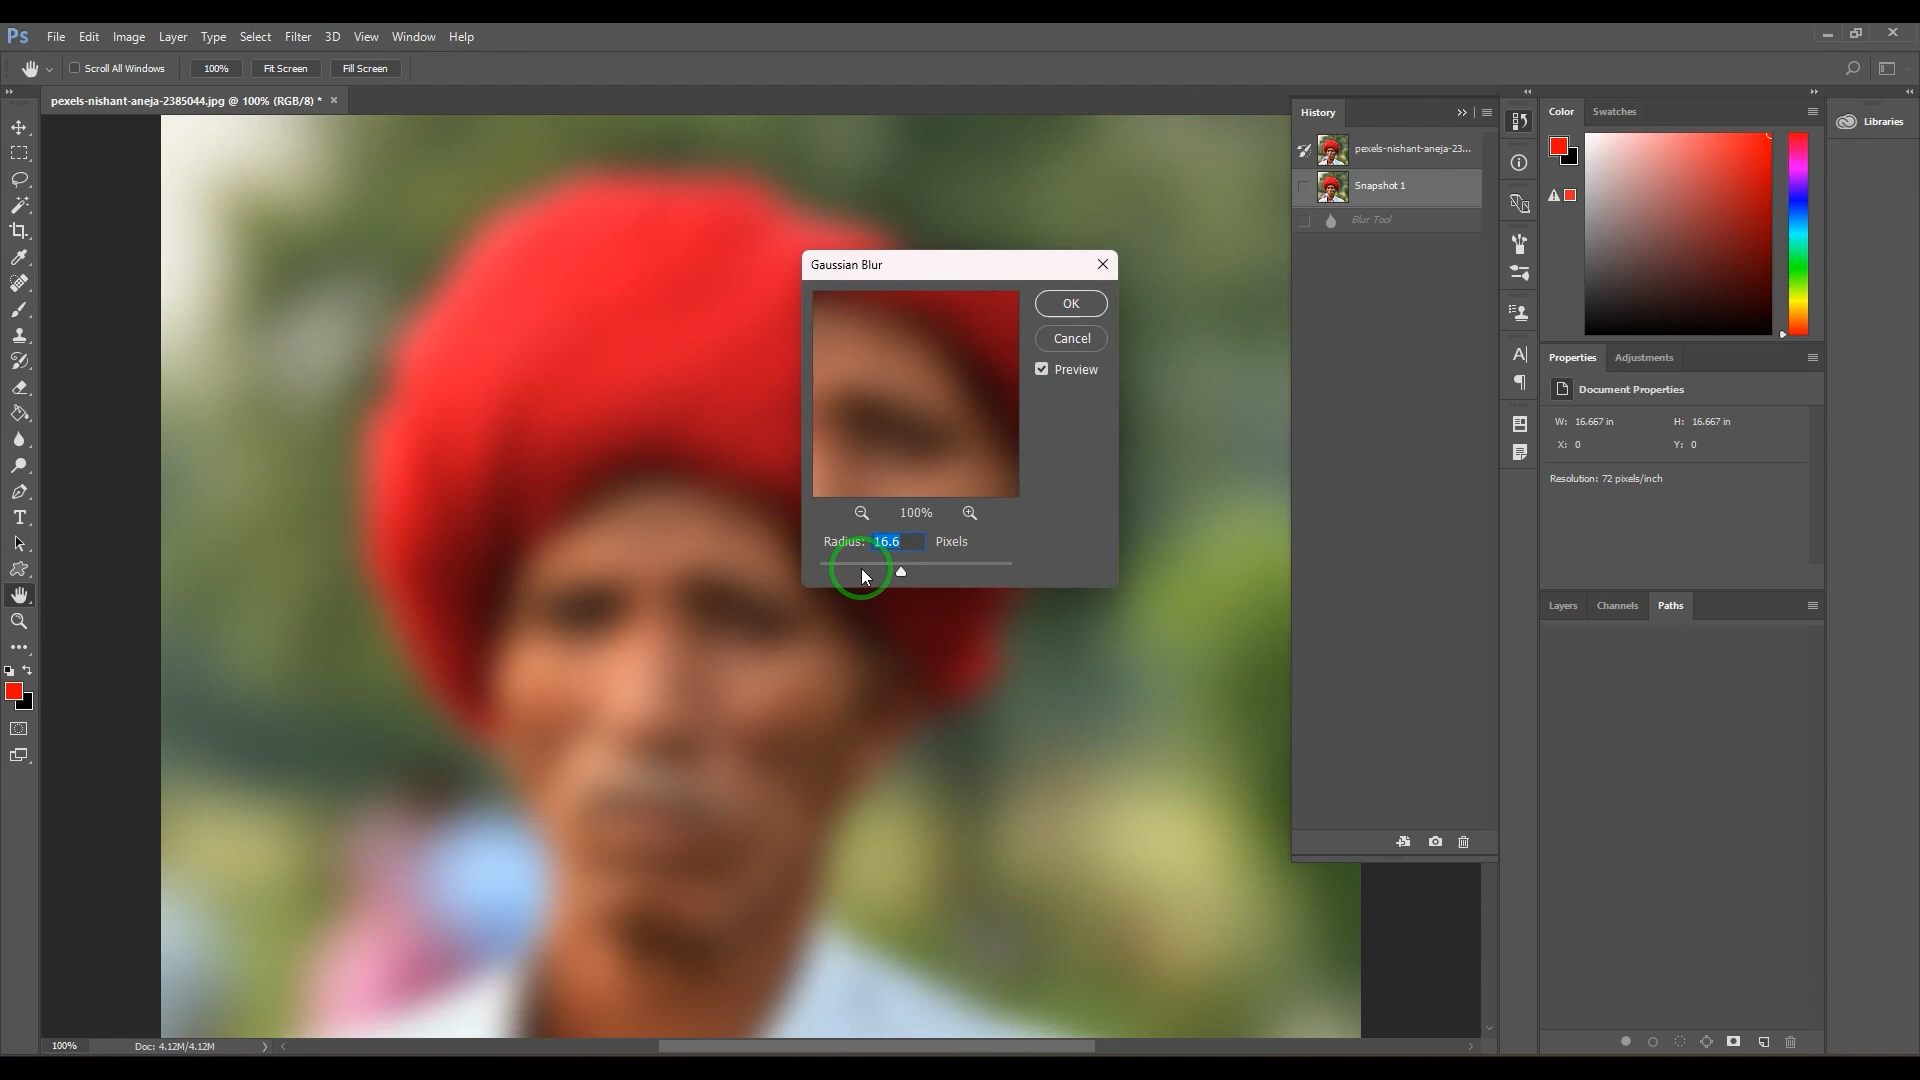 Ps File Edit Image Layer Type Select Filter 3D View Window Help
Scroll All Windows 100% Fit Screen Fill Screen
pexels-nishant-aneja-2385044.jpg @ 100% (RGB/8) *
History
pexels-nishant-aneja-23...
Snapshot 1
Blur Tool
Gaussian Blur
OK
Cancel
Preview
100%
Radius: 16.6 Pixels
Color Swatches
Libraries
Properties Adjustments
Document Properties
W: 16.667 in H: 16.667 in
X: 0 Y: 0
Resolution: 72 pixels/inch
Layers Channels Paths
100% Doc: 4.12M/4.12M